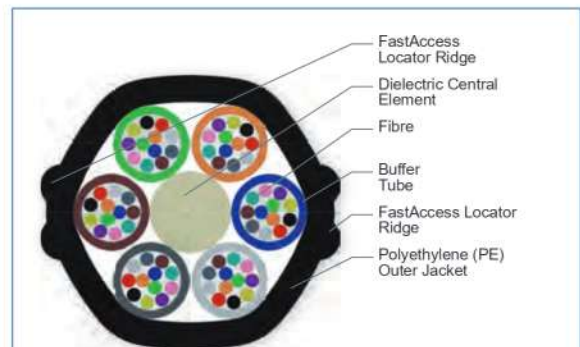 FastAccess
Locator Ridge
Dielectric Central
Element
Fibre
Buffer
Tube
FastAccess Locator
Ridge
Polyethylene (PE)
Outer Jacket